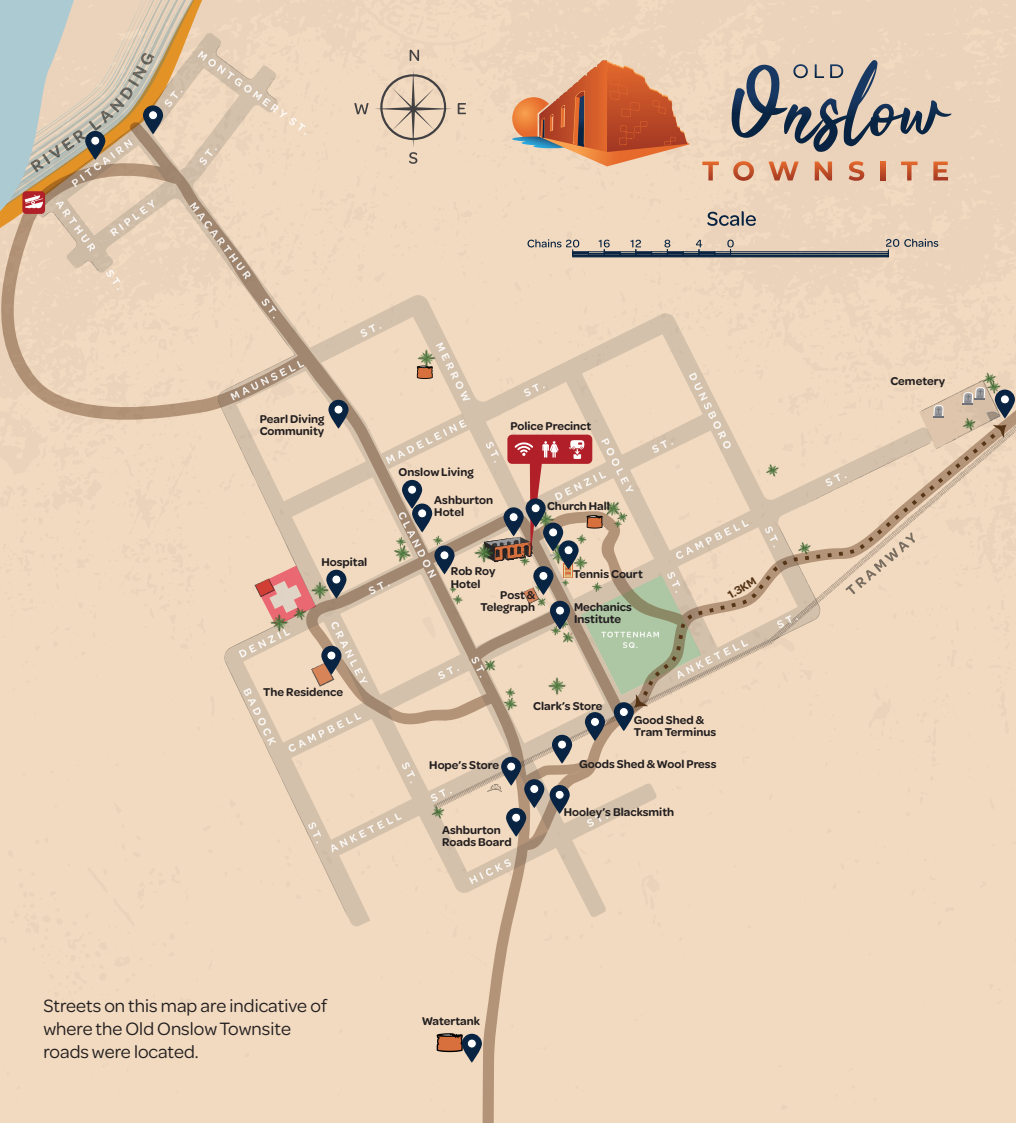 N
W E
S
OLD
Onslow
TOWNSITE
Scale
Chains 20 16 12 8 4 0 20 Chains
RIVER LANDING
MONTGOMERY ST.
PITCAIRN ST.
ARTHUR ST.
RIPLEY ST.
MACARTHUR ST.
MAUNSELL ST.
MERROW ST.
DUNSBORO ST.
Cemetery
Pearl Diving
Community
MADELEINE ST.
Police Precinct
POOLEY ST.
Onslow Living
Ashburton
Hotel
DENZIL ST.
Church Hall
CLANDON ST.
CAMPBELL ST.
TRAMWAY
Hospital
Rob Roy
Hotel
Tennis Court
1.3KM
Post &
Telegraph
Mechanics
Institute
TOTTENHAM
SQ.
DENZIL ST.
CRANLEY ST.
ANKETELL ST.
The Residence
BADOCK ST.
CAMPBELL ST.
Clark's Store
Good Shed &
Tram Terminus
Hope's Store
Goods Shed & Wool Press
ANKETELL ST.
Hooley's Blacksmith
Ashburton
Roads Board
HICKS ST.
Streets on this map are indicative of
where the Old Onslow Townsite
roads were located.
Watertank